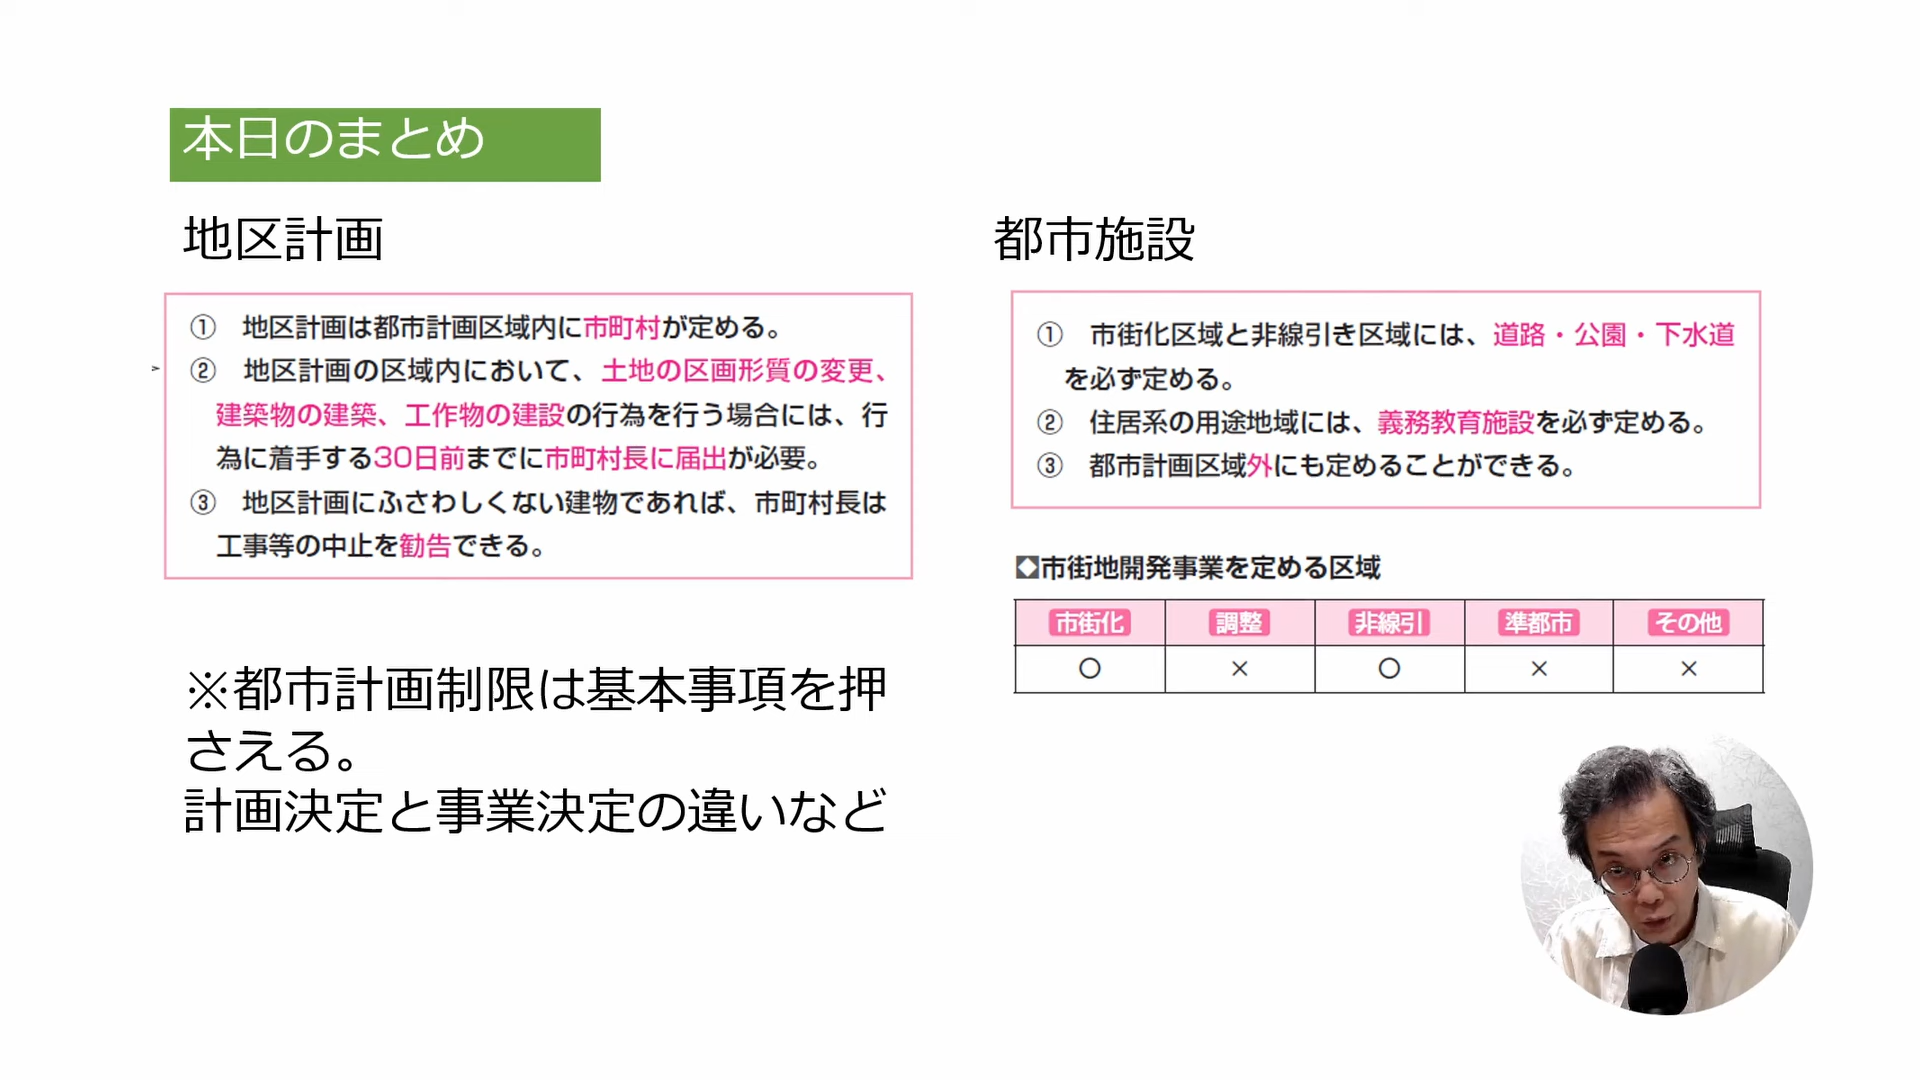 本日のまとめ
地区計画
① 地区計画は都市計画区域内に市町村が定める。
② 地区計画の区域内において、土地の区画形質の変更、
建築物の建築、工作物の建設の行為を行う場合には、行
為に着手する30日前までに市町村長に届出が必要。
③ 地区計画にふさわしくない建物であれば、市町村長は
工事等の中止を勧告できる。
※都市計画制限は基本事項を押
さえる。
計画決定と事業決定の違いなど
都市施設
① 市街化区域と非線引き区域には、道路・公園・下水道
を必ず定める。
② 住居系の用途地域には、義務教育施設を必ず定める。
③ 都市計画区域外にも定めることができる。
◆市街地開発事業を定める区域
市街化 調整 非線引 準都市 その他
○ × ○ × ×